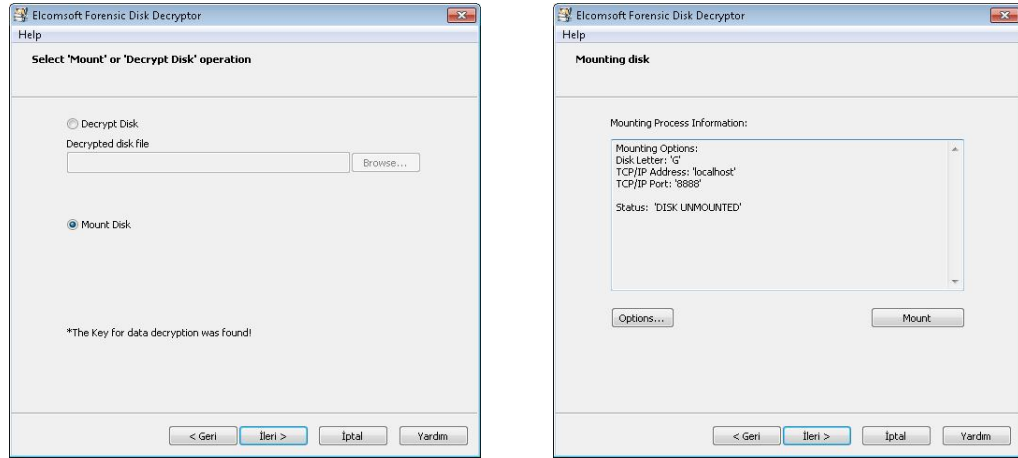 Elcomsoft Forensic Disk Decryptor
Help
Select 'Mount' or 'Decrypt Disk' operation
Decrypt Disk
Decrypted disk file
Browse...
Mount Disk
*The Key for data decryption was found!
< Geri
İleri >
İptal
Yardım
Elcomsoft Forensic Disk Decryptor
Help
Mounting disk
Mounting Process Information:
Mounting Options:
Disk Letter: 'G'
TCP/IP Address: 'localhost'
TCP/IP Port: '8888'
Status: 'DISK UNMOUNTED'
Options...
Mount
< Geri
İleri >
İptal
Yardım